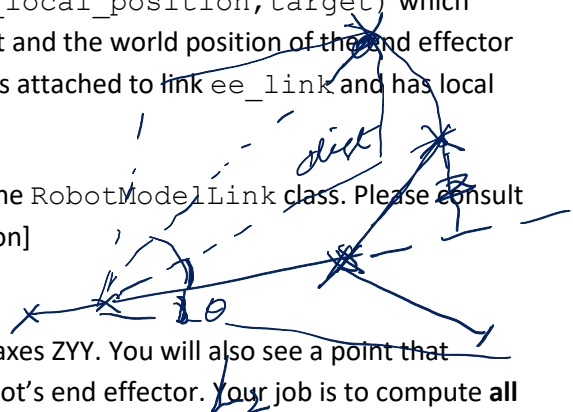 _local_position,target) which
t and the world position of the end effector
s attached to link ee_link and has local
dist
he RobotModelLink class. Please consult
on]
θ
axes ZYY. You will also see a point that
bot's end effector. Your job is to compute all